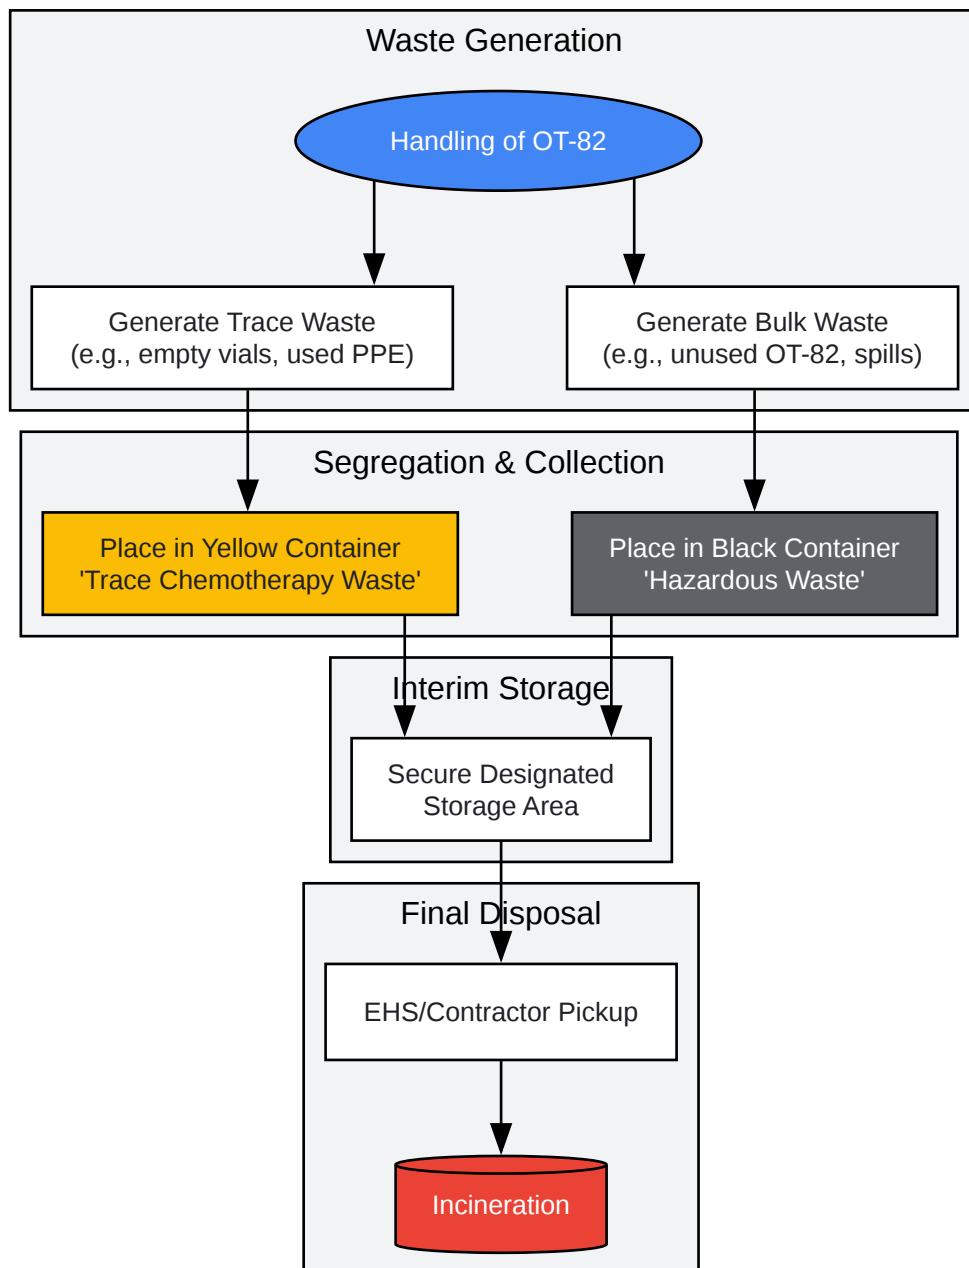 Waste Generation
Handling of OT-82
Generate Trace Waste
(e.g., empty vials, used PPE)
Generate Bulk Waste
(e.g., unused OT-82, spills)
Segregation & Collection
Place in Yellow Container
'Trace Chemotherapy Waste'
Place in Black Container
'Hazardous Waste'
Interim Storage
Secure Designated
Storage Area
Final Disposal
EHS/Contractor Pickup
Incineration